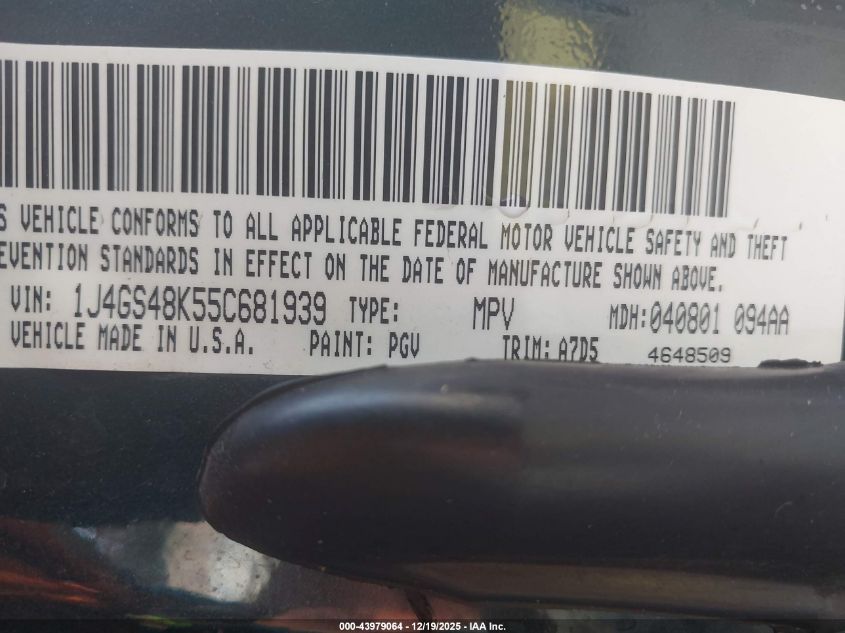 S VEHICLE CONFORMS TO ALL APPLICABLE FEDERAL MOTOR VEHICLE SAFETY AND THEFT
EVENTION STANDARDS IN EFFECT ON THE DATE OF MANUFACTURE SHOWN ABOVE.
VIN: 1J4GS48K55C681939 TYPE: MPV MDH:040801 094AA
VEHICLE MADE IN U.S.A. PAINT: PGV TRIM: A7D5 4648509
000-43979064 - 12/19/2025 - IAA Inc.